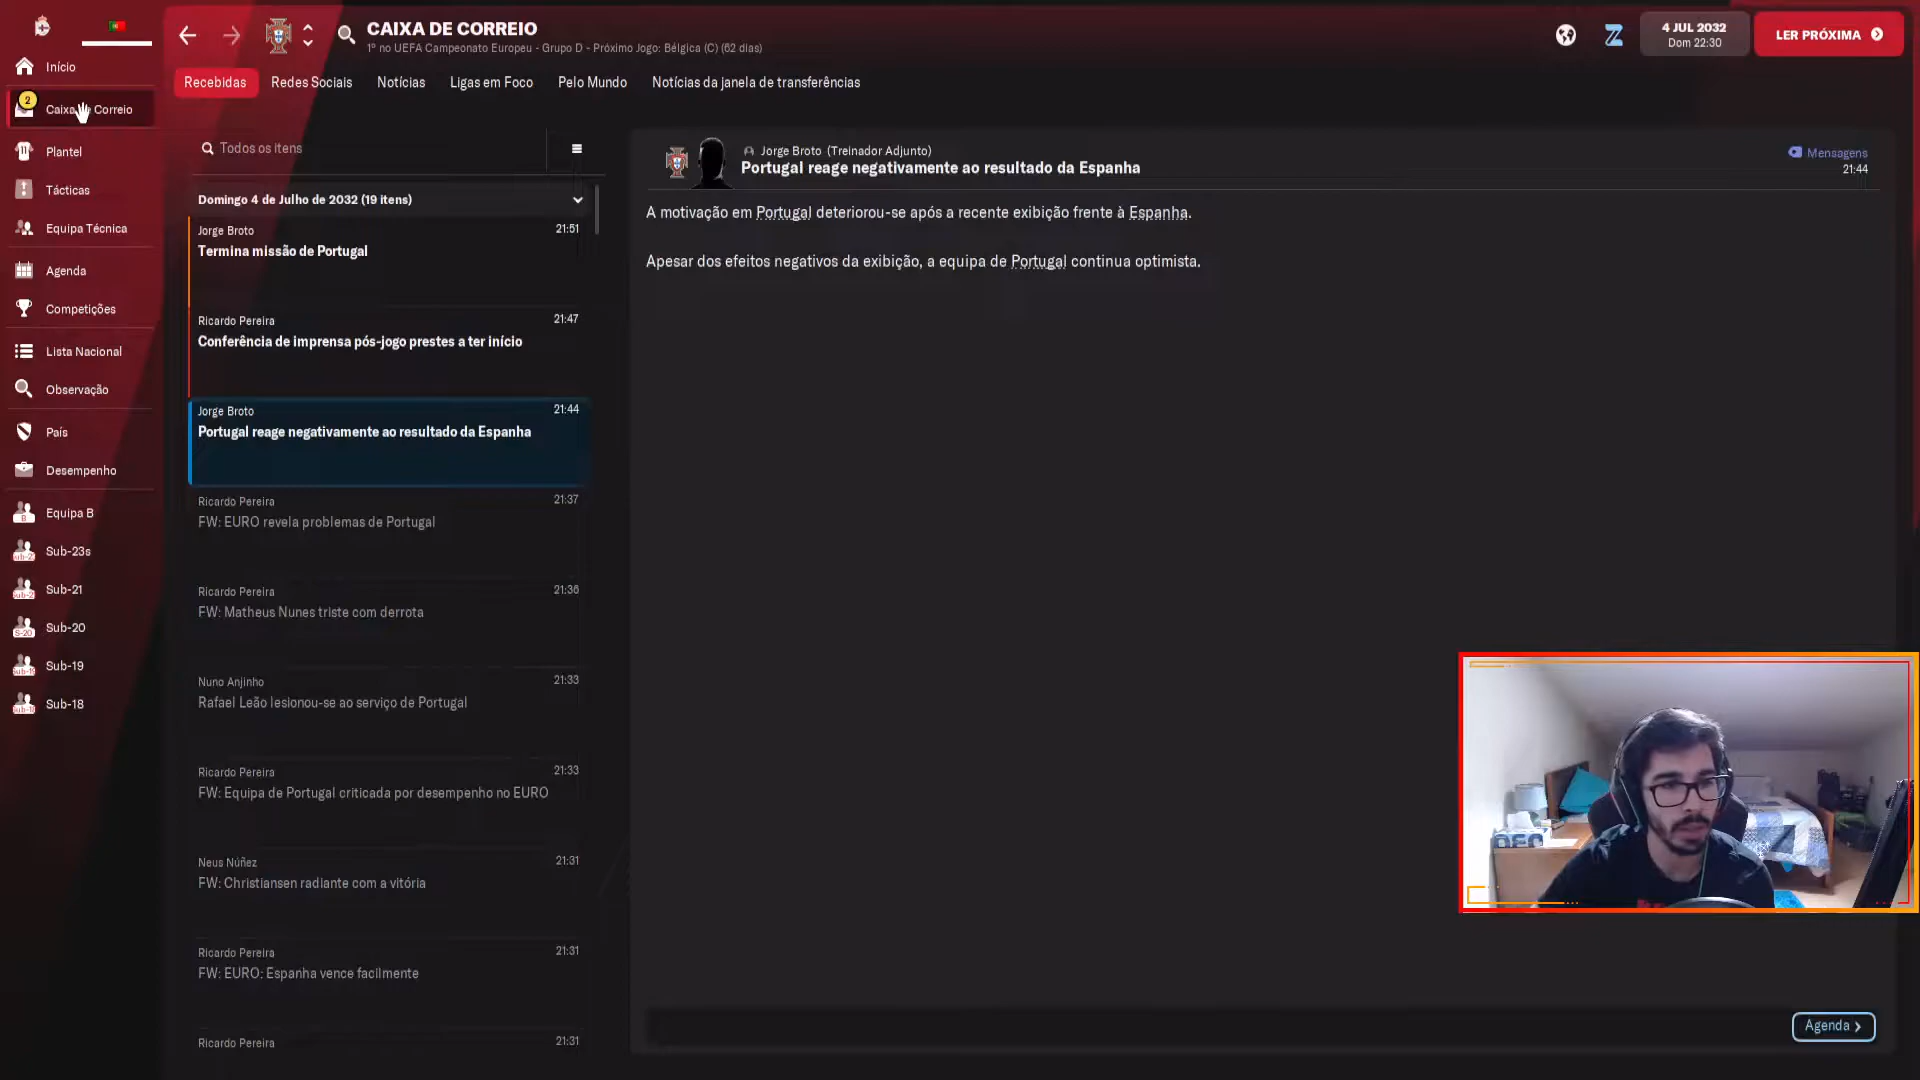 CAIXA DE CORREIO
1º no UEFA Campeonato Europeu - Grupo D - Próximo Jogo: Bélgica (C) (62 dias)
4 JUL 2032
Dom 22:30
LER PRÓXIMA
Início
2
Caixa de Correio
Plantel
Tácticas
Equipa Técnica
Agenda
Competições
Lista Nacional
Observação
País
Desempenho
Equipa B
Sub-23s
Sub-21
Sub-20
Sub-19
Sub-18
Recebidas
Redes Sociais
Notícias
Ligas em Foco
Pelo Mundo
Notícias da janela de transferências
Todos os itens
Domingo 4 de Julho de 2032 (19 itens)
Jorge Broto 21:51
Termina missão de Portugal
Ricardo Pereira 21:47
Conferência de imprensa pós-jogo prestes a ter início
Jorge Broto 21:44
Portugal reage negativamente ao resultado da Espanha
Ricardo Pereira 21:37
FW: EURO revela problemas de Portugal
Ricardo Pereira 21:36
FW: Matheus Nunes triste com derrota
Nuno Anjinho 21:33
Rafael Leão lesionou-se ao serviço de Portugal
Ricardo Pereira 21:33
FW: Equipa de Portugal criticada por desempenho no EURO
Neus Núñez 21:31
FW: Christiansen radiante com a vitória
Ricardo Pereira 21:31
FW: EURO: Espanha vence facilmente
Ricardo Pereira 21:31
Jorge Broto (Treinador Adjunto)
Portugal reage negativamente ao resultado da Espanha
Mensagens
21:44
A motivação em Portugal deteriorou-se após a recente exibição frente à Espanha.
Apesar dos efeitos negativos da exibição, a equipa de Portugal continua optimista.
Agenda